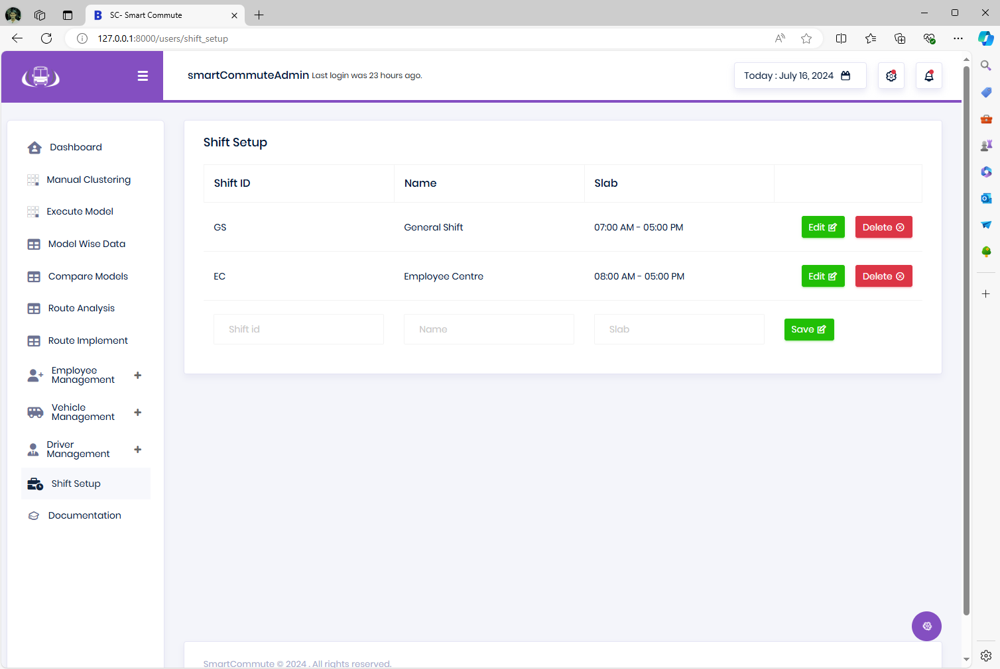 SC- Smart Commute
127.0.0.1:8000/users/shift_setup
smartCommuteAdmin Last login was 23 hours ago.
Today : July 16, 2024
Dashboard
Manual Clustering
Execute Model
Model Wise Data
Compare Models
Route Analysis
Route Implement
Employee
Management
Vehicle
Management
Driver
Management
Shift Setup
Documentation
Shift Setup
Shift ID Name Slab
GS General Shift 07:00 AM - 05:00 PM Edit Delete
EC Employee Centre 08:00 AM - 05:00 PM Edit Delete
Shift id Name Slab Save
SmartCommute © 2024 . All rights reserved.